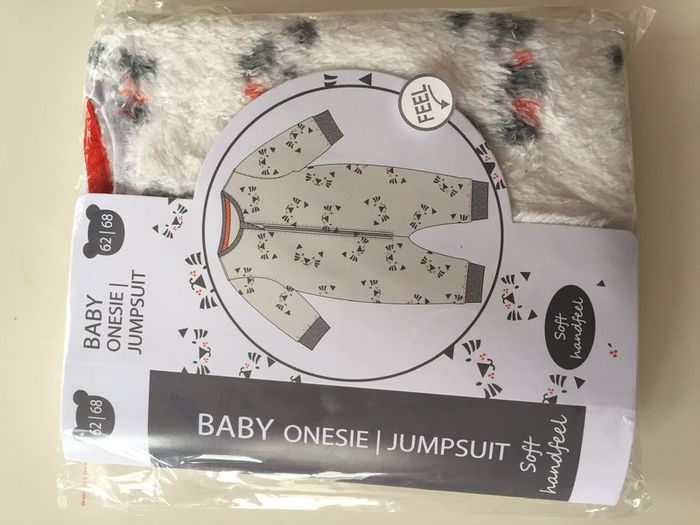 FEEL
62|68
BABY
ONESIE|
JUMPSUIT
Soft
handfeel
62|68
BABY ONESIE | JUMPSUIT
Soft
handfeel